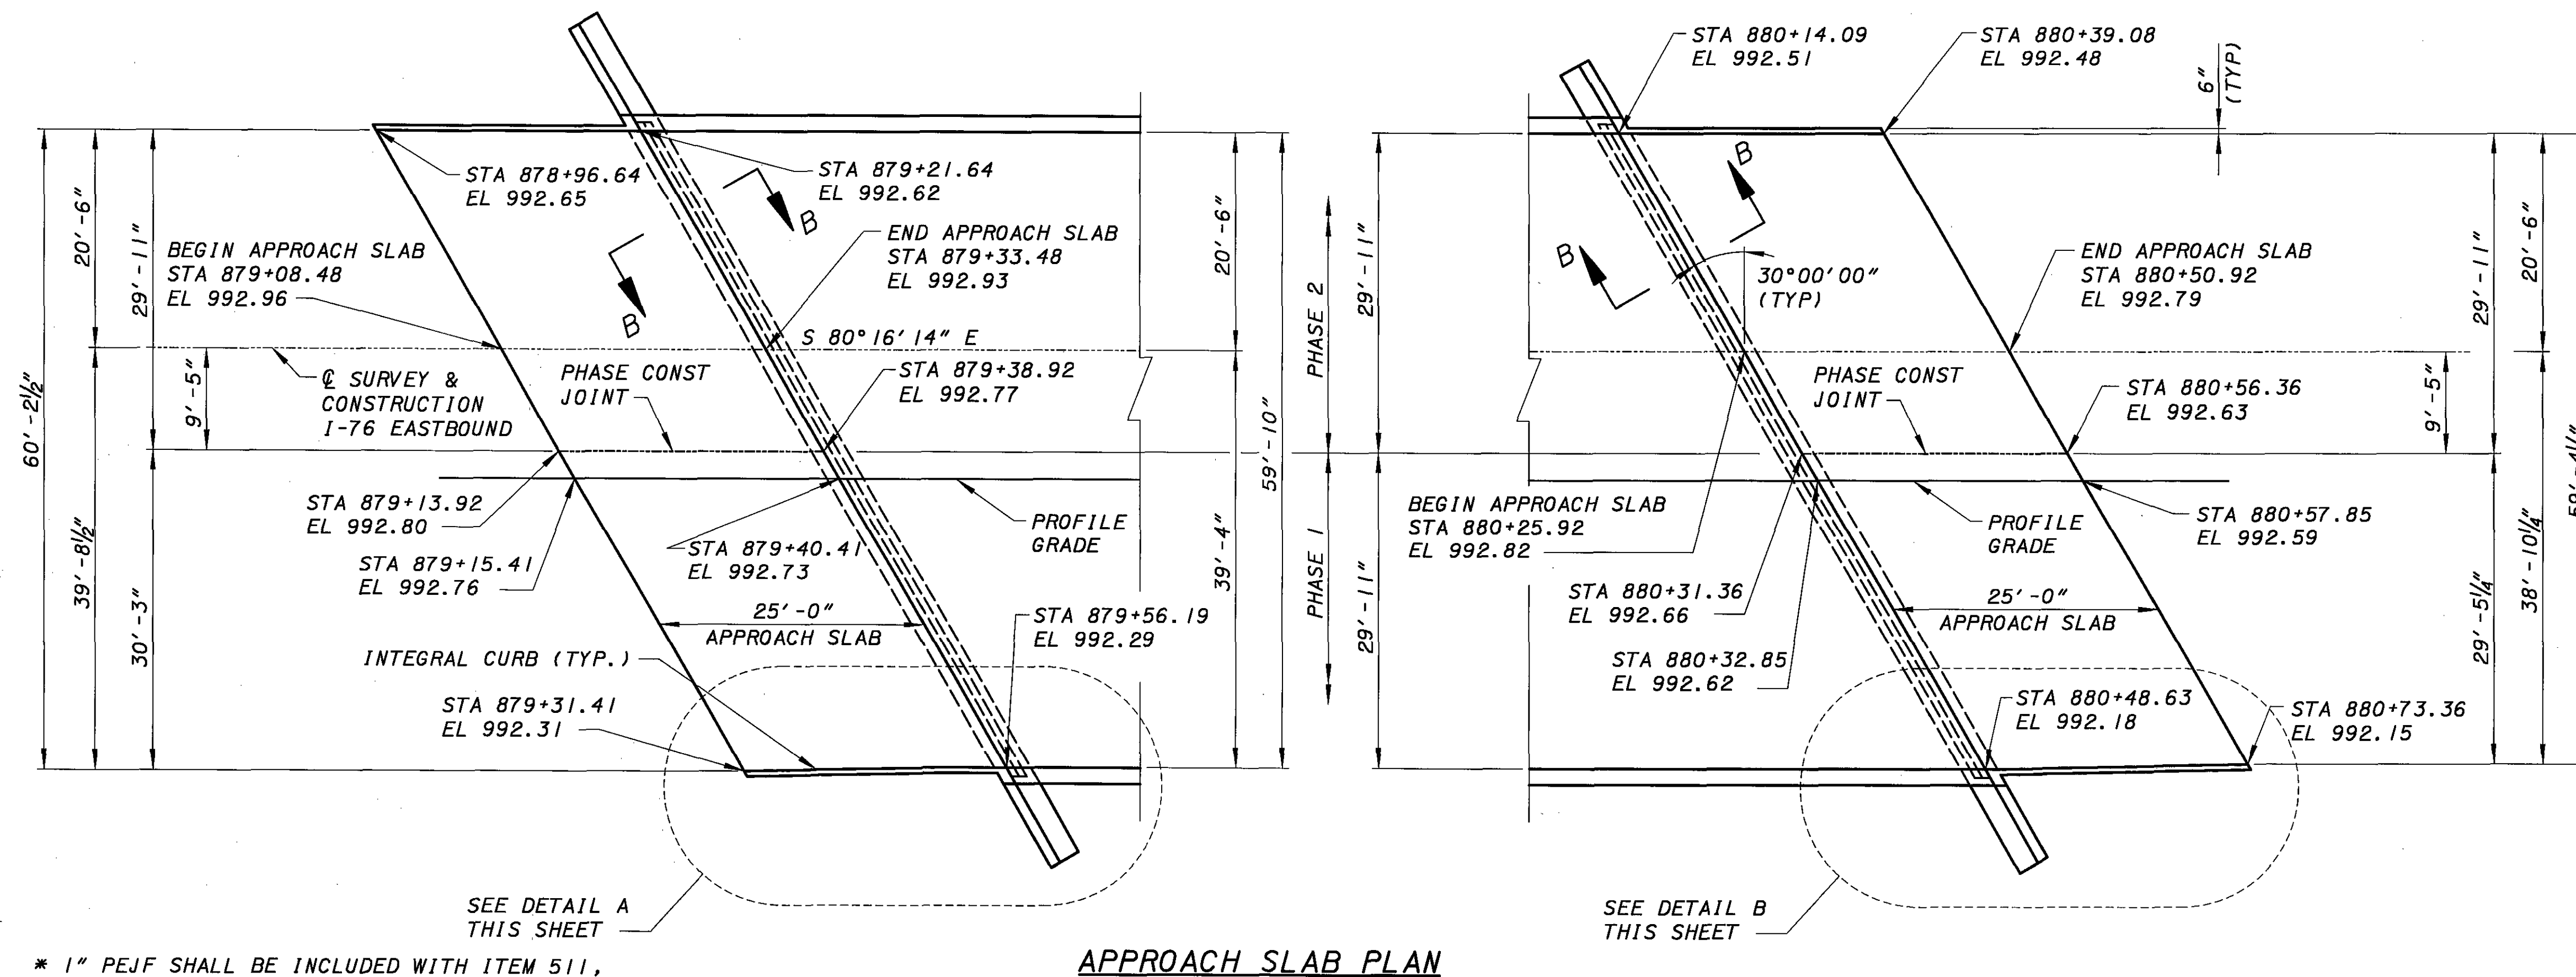 STA 880+14.09
EL 992.51
STA 880+39.08
EL 992.48
6"
(TYP)
STA 878+96.64
EL 992.65
STA 879+21.64
EL 992.62
B
B
B
B
20'-6"
29'-11"
BEGIN APPROACH SLAB
STA 879+08.48
EL 992.96
END APPROACH SLAB
STA 879+33.48
EL 992.93
20'-6"
PHASE 2
29'-11"
30°00'00"
(TYP)
END APPROACH SLAB
STA 880+50.92
EL 992.79
29'-11"
20'-6"
S 80°16'14" E
60'-2½"
9'-5"
℄ SURVEY &
CONSTRUCTION
I-76 EASTBOUND
PHASE CONST
JOINT
STA 879+38.92
EL 992.77
59'-10"
PHASE CONST
JOINT
STA 880+56.36
EL 992.63
9'-5"
39'-8½"
30'-3"
STA 879+13.92
EL 992.80
STA 879+15.41
EL 992.76
STA 879+40.41
EL 992.73
PROFILE
GRADE
39'-4"
PHASE 1
29'-11"
BEGIN APPROACH SLAB
STA 880+25.92
EL 992.82
PROFILE
GRADE
STA 880+57.85
EL 992.59
STA 880+31.36
EL 992.66
25'-0"
APPROACH SLAB
STA 879+56.19
EL 992.29
25'-0"
APPROACH SLAB
29'-5¼"
38'-10¼"
INTEGRAL CURB (TYP.)
STA 880+32.85
EL 992.62
STA 879+31.41
EL 992.31
STA 880+48.63
EL 992.18
STA 880+73.36
EL 992.15
SEE DETAIL A
THIS SHEET
SEE DETAIL B
THIS SHEET
* 1" PEJF SHALL BE INCLUDED WITH ITEM 511,
APPROACH SLAB PLAN